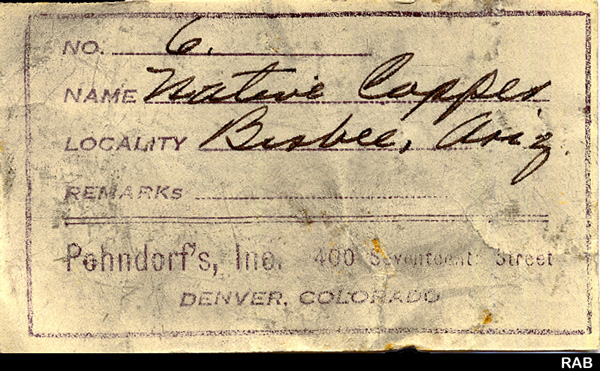 NO. 6.
NAME Native Copper
LOCALITY Bisbee, Ariz.
REMARKS
Pohndorf's, Inc. 400 Seventeenth Street
DENVER, COLORADO
RAB